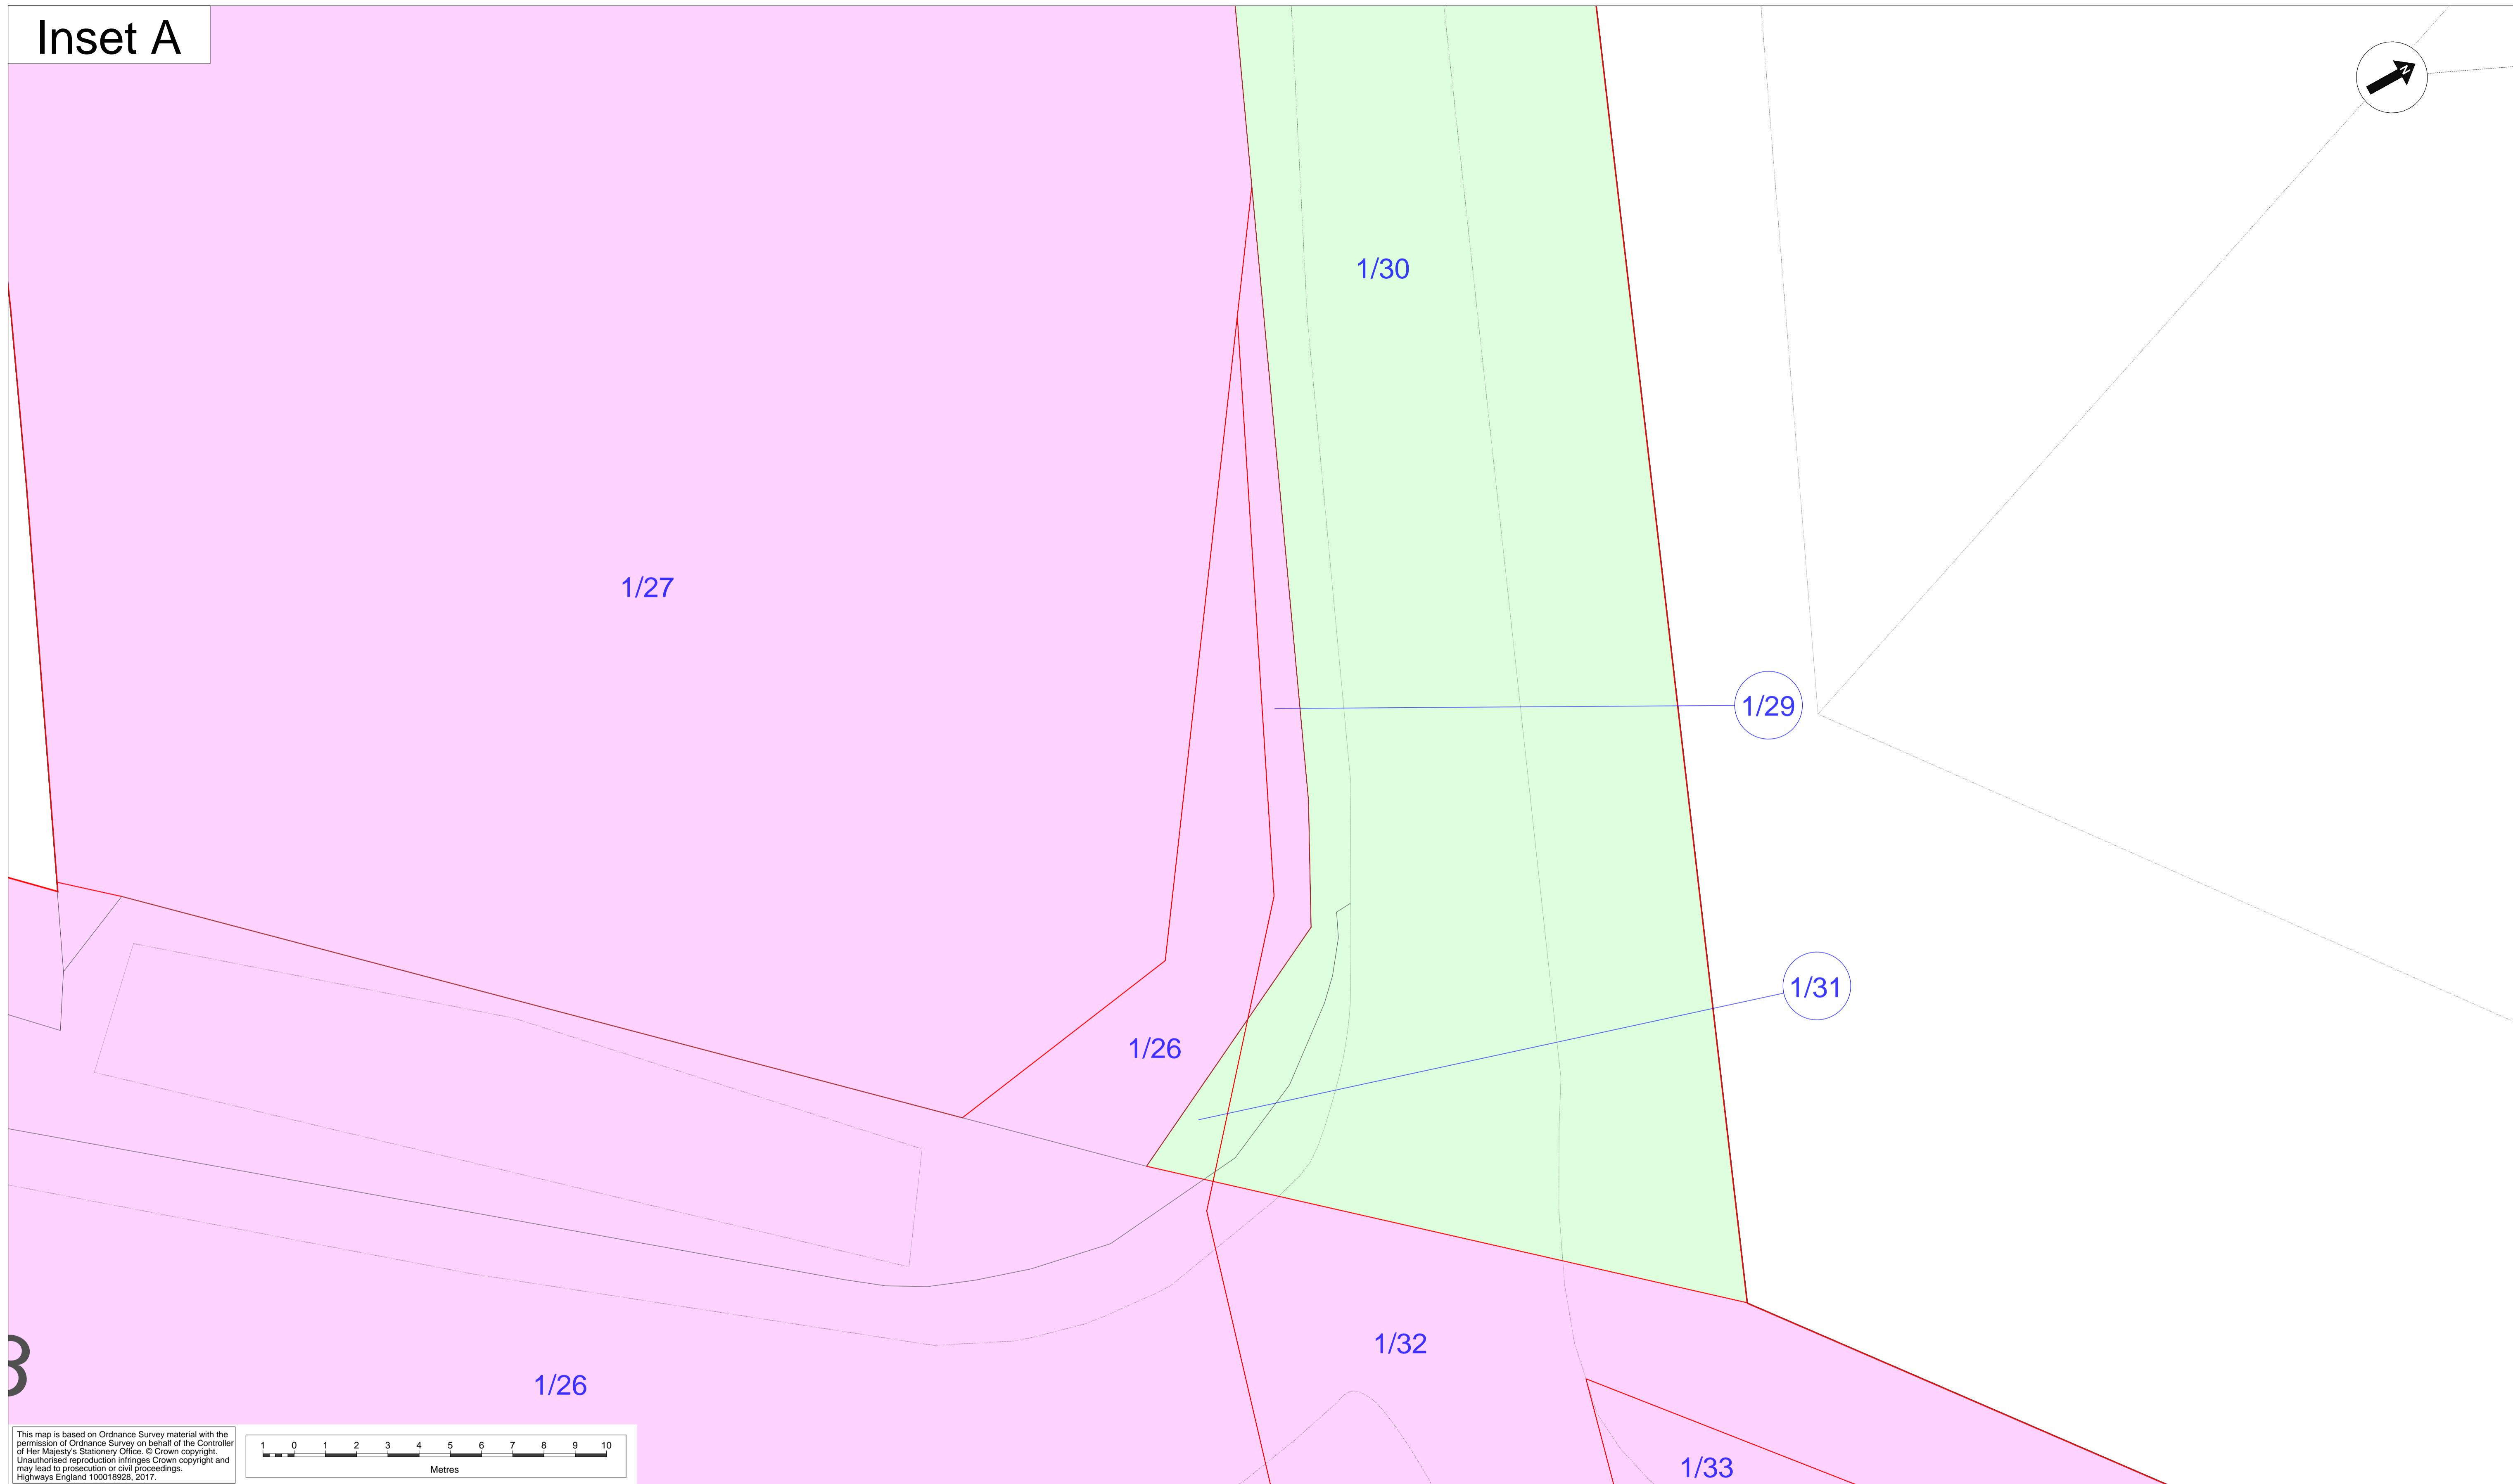 Inset A
N
1/30
1/27
1/29
1/31
1/26
1/32
1/26
1/33
3
This map is based on Ordnance Survey material with the
permission of Ordnance Survey on behalf of the Controller
of Her Majesty's Stationery Office. © Crown copyright.
Unauthorised reproduction infringes Crown copyright and
may lead to prosecution or civil proceedings.
Highways England 100018928, 2017.
1 0 1 2 3 4 5 6 7 8 9 10
Metres